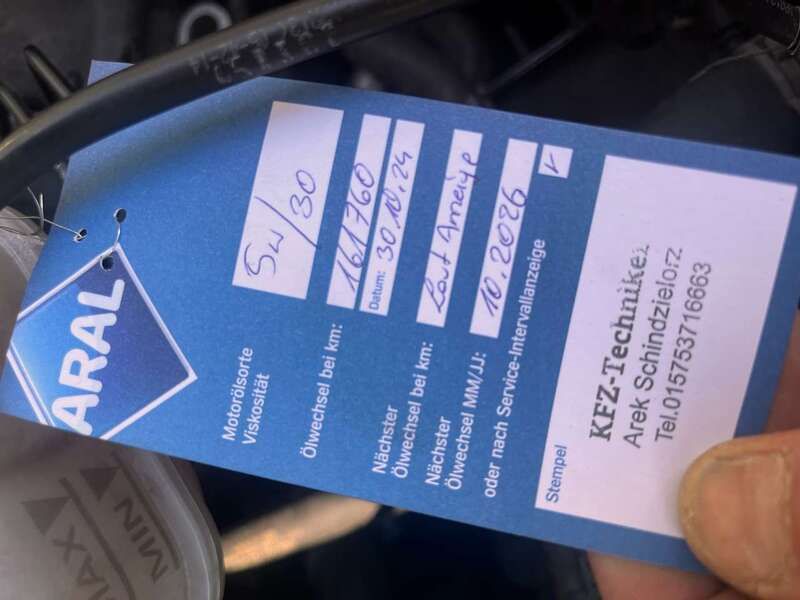 ARAL
Motorölsorte
Viskosität
5W/30
Ölwechsel bei km:
161760
Datum: 30.10.24
Nächster
Ölwechsel bei km:
Laut Anzeige
Nächster
Ölwechsel MM/JJ:
10.2026
oder nach Service-Intervallanzeige
Stempel
KFZ-Techniker
Arek Schindzielorz
Tel.015753716663
MAX
MIN